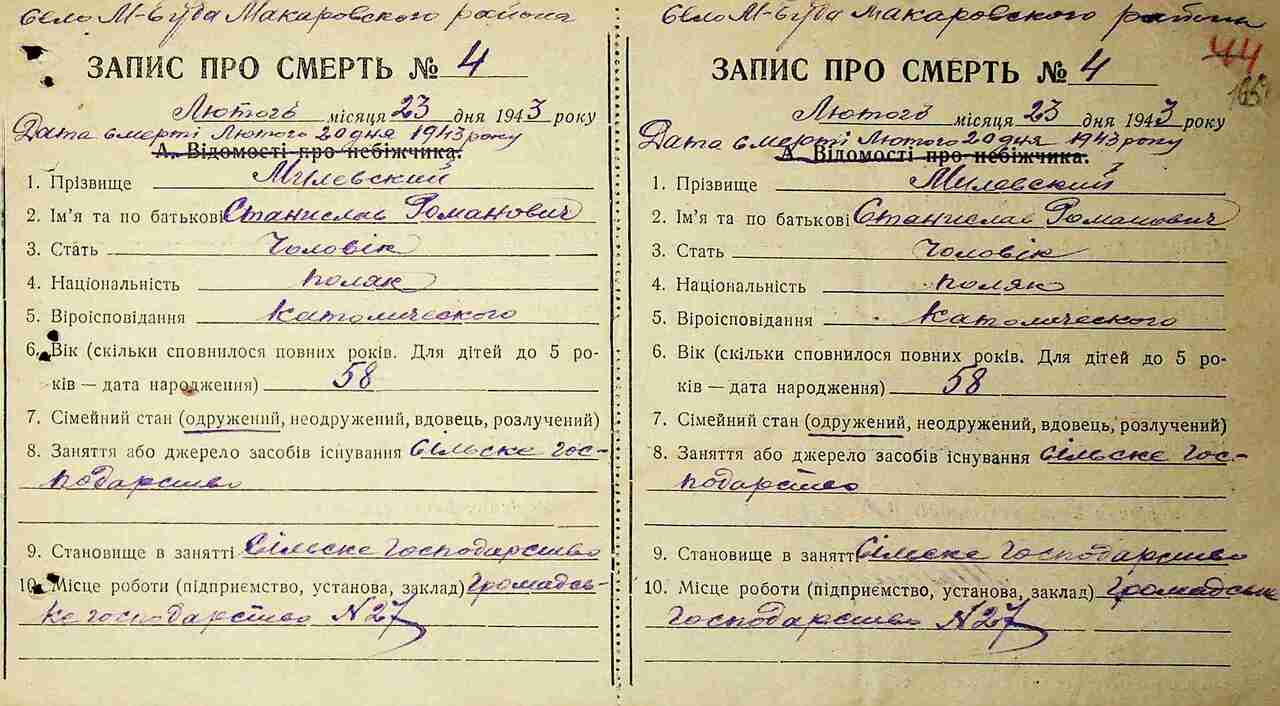 село М-Буда Макаровского района
ЗАПИС ПРО СМЕРТЬ № 4
Лютого місяця 23 дня 1943 року
Дата смерті Лютого 20 дня 1943 року
А. Відомості про небіжчика.
1. Прізвище Милевский
2. Ім'я та по батькові Станислав Романович
3. Стать Чоловік
4. Національність поляк
5. Віроісповідання Католического
6. Вік (скільки сповнилося повних років. Для дітей до 5 ро-
ків — дата народження) 58
7. Сімейний стан (одружений, неодружений, вдовець, розлучений)
8. Заняття або джерело засобів існування Сільске гос-
подарство
9. Становище в занятті Сільске господарство
10. Місце роботи (підприємство, установа, заклад) Громадсь-
ке господарство N27
село М-Буда Макаровского района
44
ЗАПИС ПРО СМЕРТЬ № 4
Лютого місяця 23 дня 1943 року
Дата смерті Лютого 20 дня 1943 року
А. Відомості про небіжчика.
1. Прізвище Милевский
2. Ім'я та по батькові Станислав Романович
3. Стать Чоловік
4. Національність поляк
5. Віроісповідання Католического
6. Вік (скільки сповнилося повних років. Для дітей до 5 ро-
ків — дата народження) 58
7. Сімейний стан (одружений, неодружений, вдовець, розлучений)
8. Заняття або джерело засобів існування Сільске гос-
подарство
9. Становище в занятті Сільске господарство
10. Місце роботи (підприємство, установа, заклад) Громадське
господарство N27